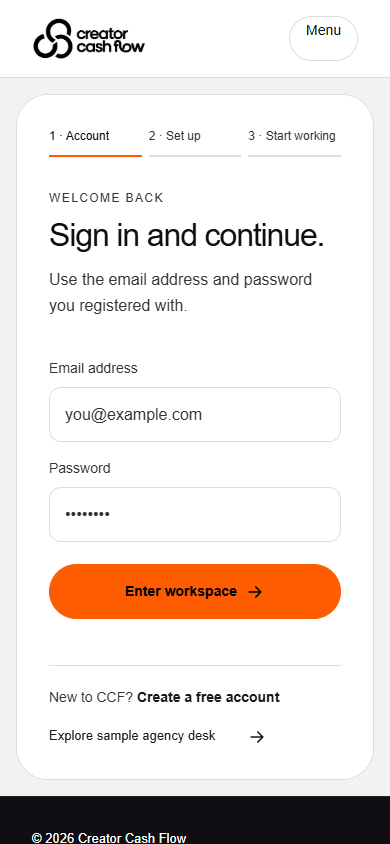 creator
cash flow
Menu
1 · Account
2 · Set up
3 · Start working
WELCOME BACK
Sign in and continue.
Use the email address and password
you registered with.
Email address
you@example.com
Password
••••••••
Enter workspace →
New to CCF? Create a free account
Explore sample agency desk →
© 2026 Creator Cash Flow